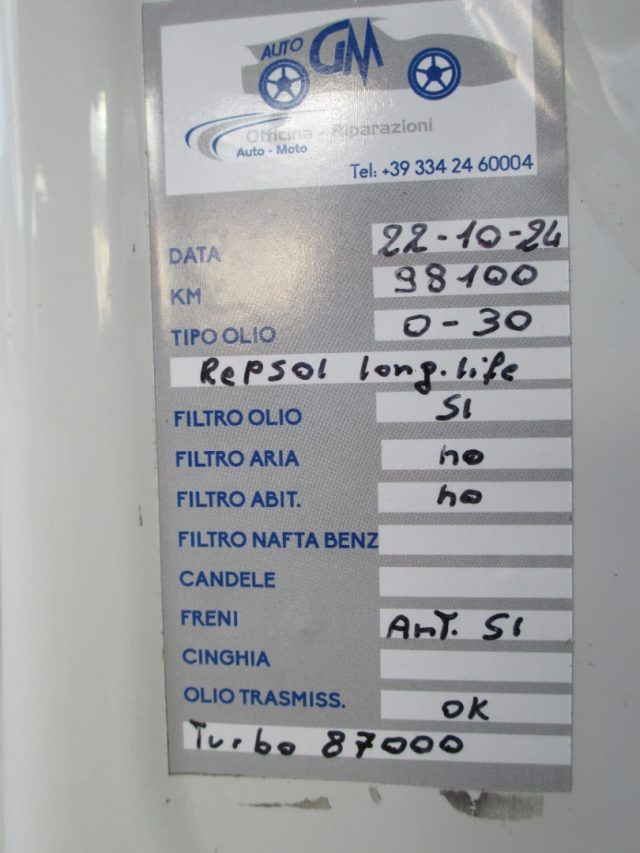 AUTO GM
Officina - Riparazioni
Auto - Moto
Tel: +39 334 24 60004
DATA 22-10-24
KM 98100
TIPO OLIO 0-30
RePSOl long.life
FILTRO OLIO SI
FILTRO ARIA no
FILTRO ABIT. no
FILTRO NAFTA BENZ
CANDELE
FRENI AnT. SI
CINGHIA
OLIO TRASMISS. OK
Turbo 87000